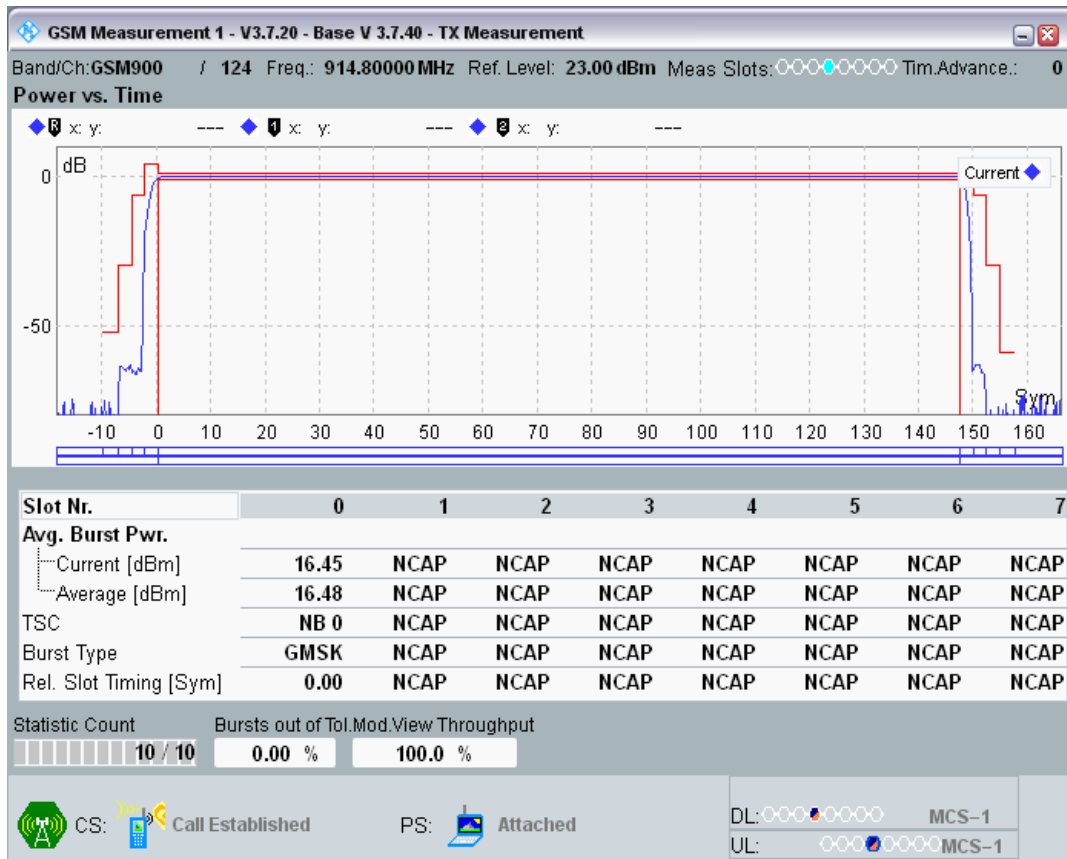 GSM Measurement 1 - V3.7.20 - Base V 3.7.40 - TX Measurement
Band/Ch:GSM900 / 124 Freq.: 914.80000 MHz Ref. Level: 23.00 dBm Meas Slots: Tim.Advance.: 0
Power vs. Time
R x: y: --- 1 x: y: --- 2 x: y: ---
dB
Current
0
-50
Sym
-10 0 10 20 30 40 50 60 70 80 90 100 110 120 130 140 150 160
Slot Nr. 0 1 2 3 4 5 6 7
Avg. Burst Pwr.
Current [dBm] 16.45 NCAP NCAP NCAP NCAP NCAP NCAP NCAP
Average [dBm] 16.48 NCAP NCAP NCAP NCAP NCAP NCAP NCAP
TSC NB 0 NCAP NCAP NCAP NCAP NCAP NCAP NCAP
Burst Type GMSK NCAP NCAP NCAP NCAP NCAP NCAP NCAP
Rel. Slot Timing [Sym] 0.00 NCAP NCAP NCAP NCAP NCAP NCAP NCAP
Statistic Count Bursts out of Tol.Mod.View Throughput
10 / 10 0.00 % 100.0 %
CS: Call Established PS: Attached DL: MCS-1
UL: MCS-1